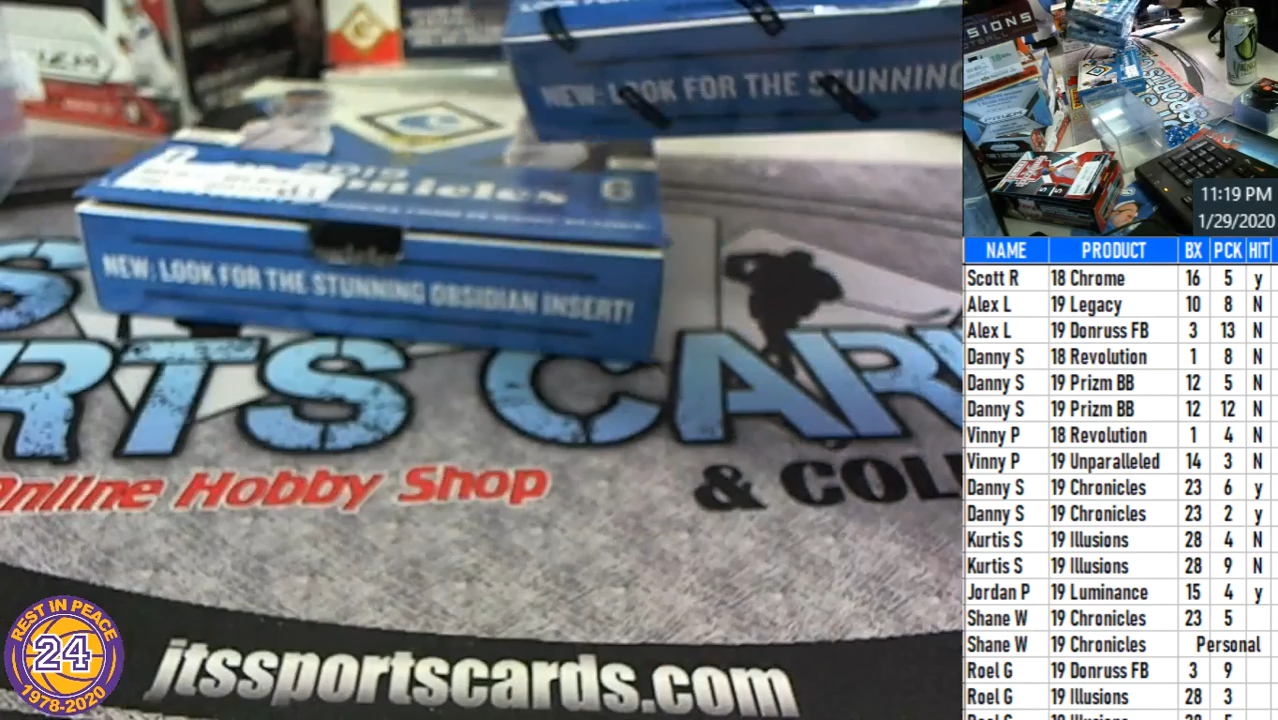 NEW: LOOK FOR THE STUNNING
2019
Chronicles
6
NEW: LOOK FOR THE STUNNING OBSIDIAN INSERT!
RTS CAR
Online Hobby Shop
& COL
jtssportscards.com
REST IN PEACE
24
1978-2020
SIONS
PRIZM
11:19 PM
1/29/2020
NAME PRODUCT BX PCK HIT
Scott R 18 Chrome 16 5 y
Alex L 19 Legacy 10 8 N
Alex L 19 Donruss FB 3 13 N
Danny S 18 Revolution 1 8 N
Danny S 19 Prizm BB 12 5 N
Danny S 19 Prizm BB 12 12 N
Vinny P 18 Revolution 1 4 N
Vinny P 19 Unparalleled 14 3 N
Danny S 19 Chronicles 23 6 y
Danny S 19 Chronicles 23 2 y
Kurtis S 19 Illusions 28 4 N
Kurtis S 19 Illusions 28 9 N
Jordan P 19 Luminance 15 4 y
Shane W 19 Chronicles 23 5
Shane W 19 Chronicles Personal
Roel G 19 Donruss FB 3 9
Roel G 19 Illusions 28 3